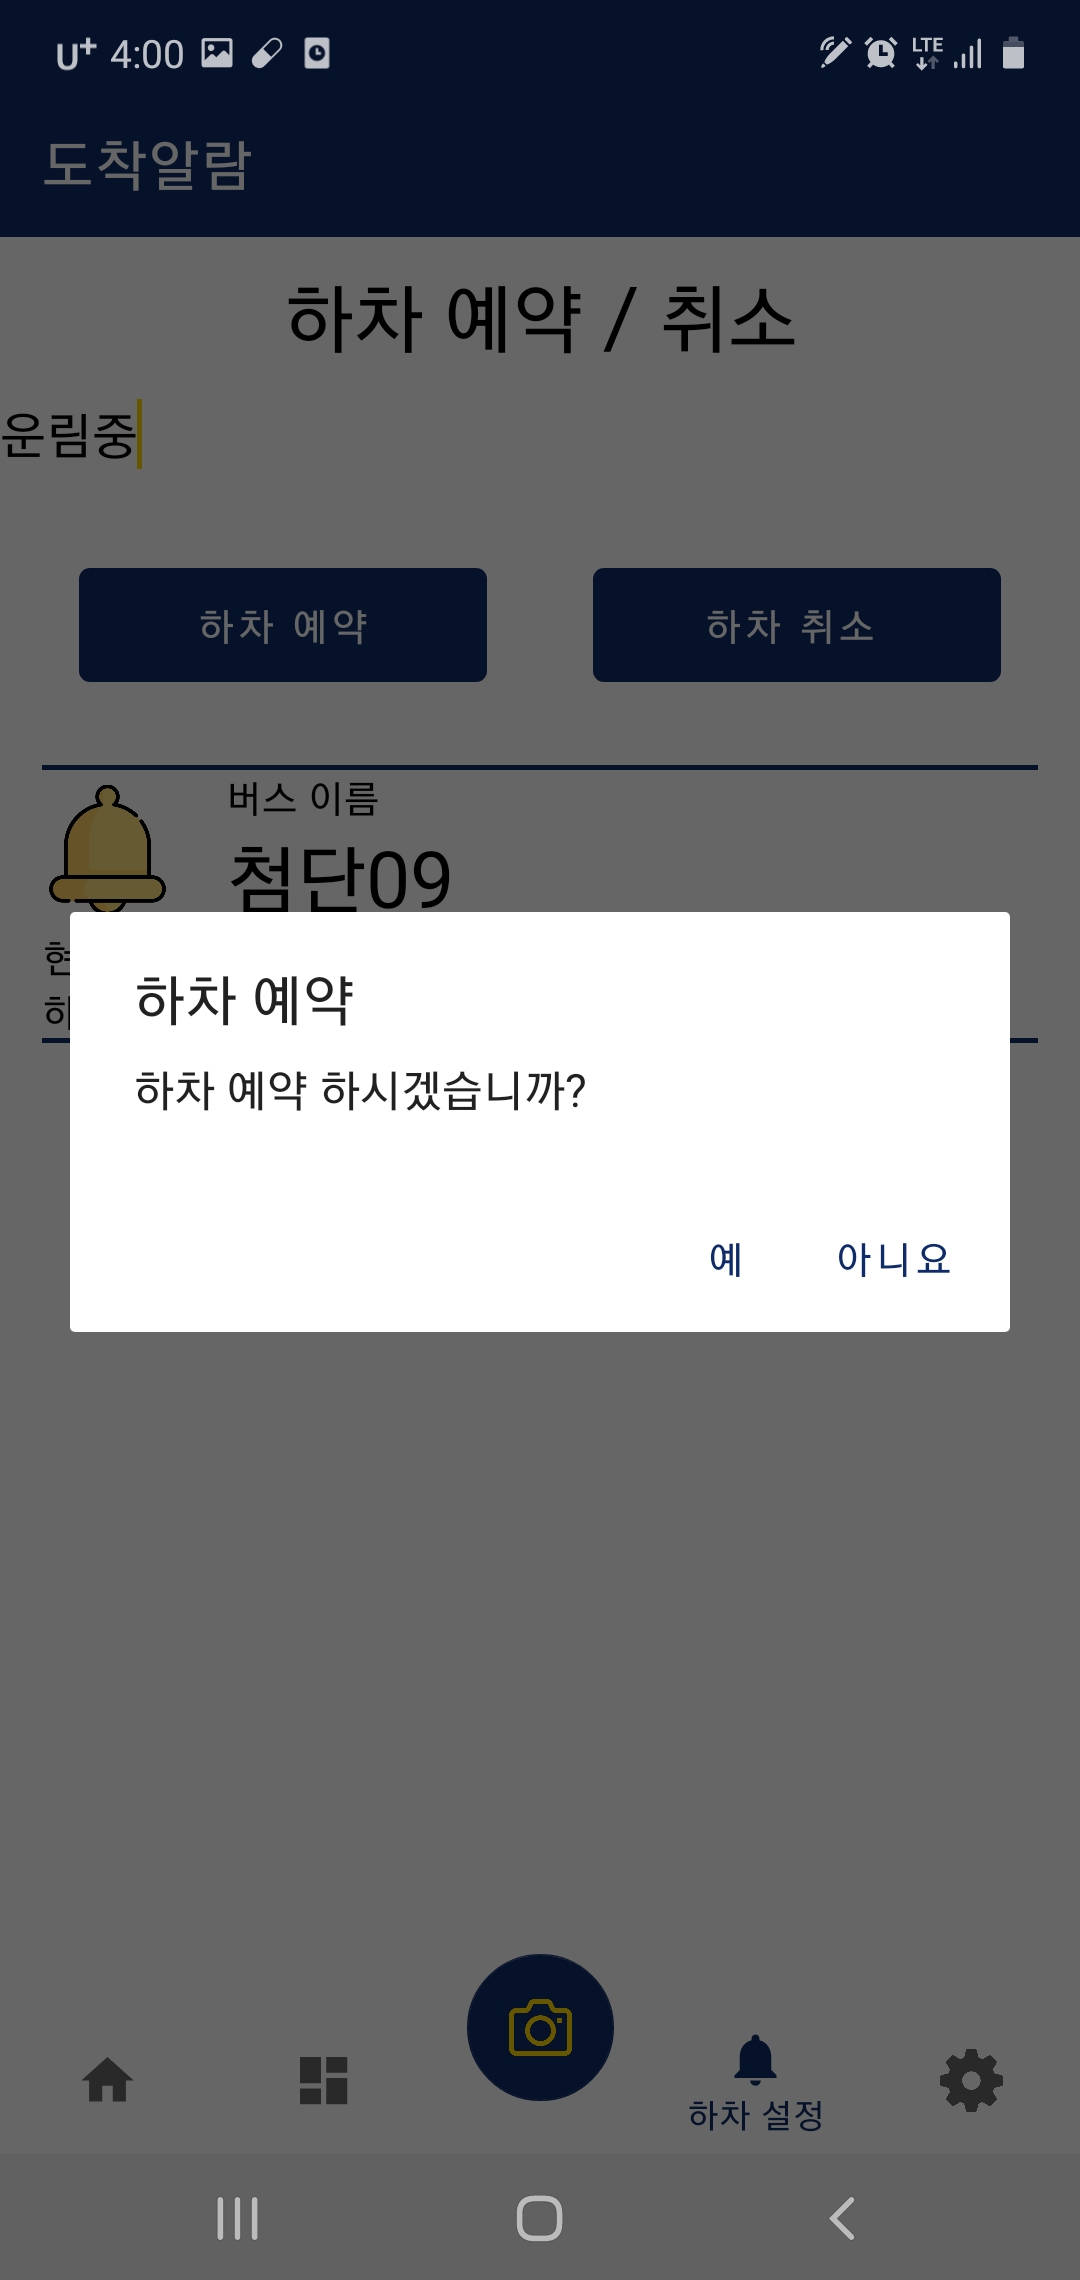 U+ 4:00 LTE
도착알람
하차 예약 / 취소
운림중
하차 예약 하차 취소
버스 이름
첨단09
하차 예약
하차 예약 하시겠습니까?
예 아니요
하차 설정